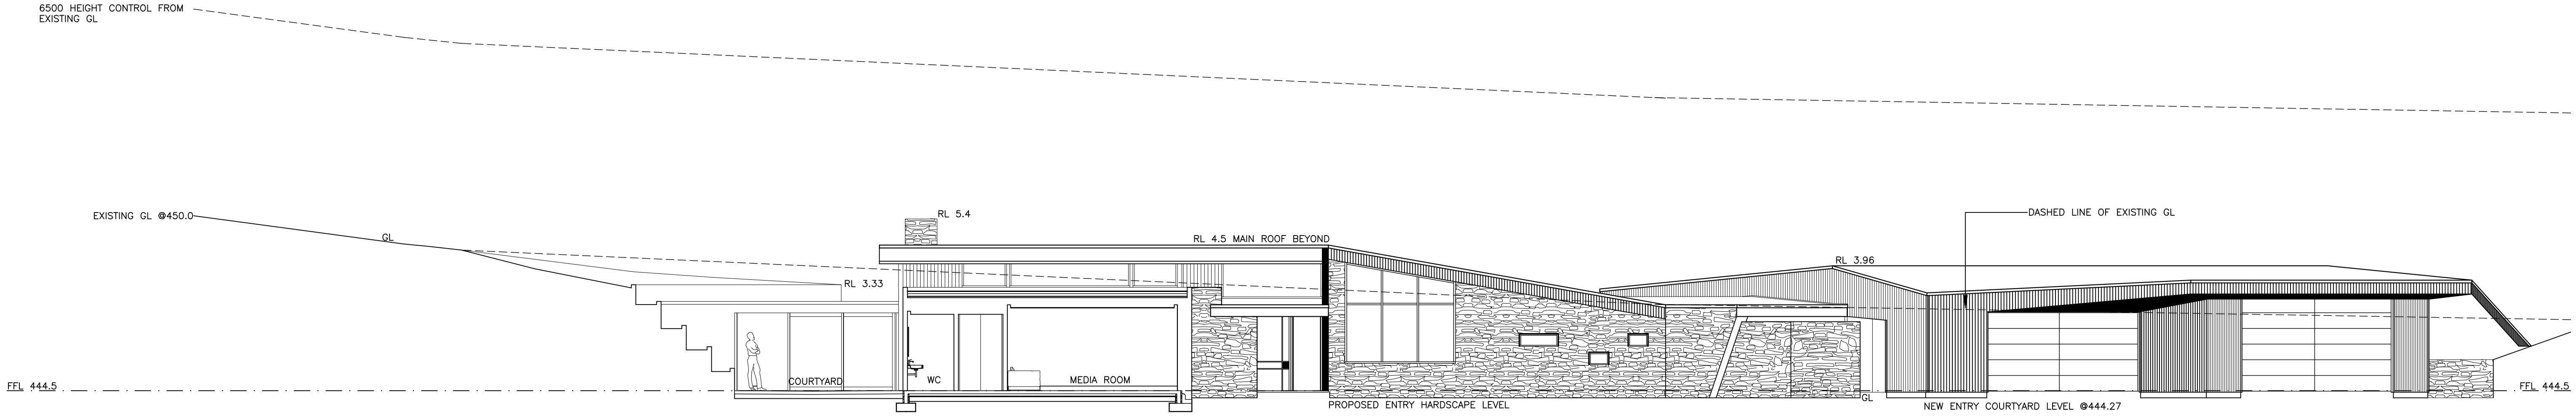 6500 HEIGHT CONTROL FROM
EXISTING GL
EXISTING GL @450.0
GL
RL 5.4
RL 4.5 MAIN ROOF BEYOND
DASHED LINE OF EXISTING GL
RL 3.96
RL 3.33
COURTYARD
WC
MEDIA ROOM
FFL 444.5
FFL 444.5
GL
PROPOSED ENTRY HARDSCAPE LEVEL
NEW ENTRY COURTYARD LEVEL @444.27